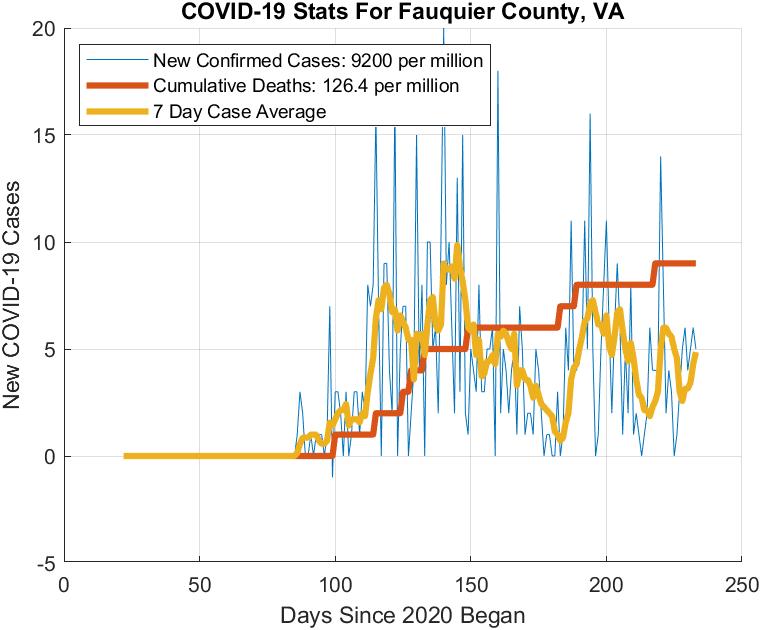 COVID-19 Stats For Fauquier County, VA
New Confirmed Cases: 9200 per million
Cumulative Deaths: 126.4 per million
7 Day Case Average
New COVID-19 Cases
20
15
10
5
0
-5
0 50 100 150 200 250
Days Since 2020 Began